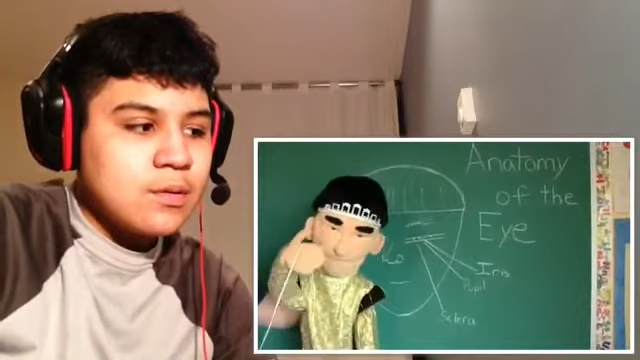 Anatomy
of the
Eye
Iris
Pupil
Sclera